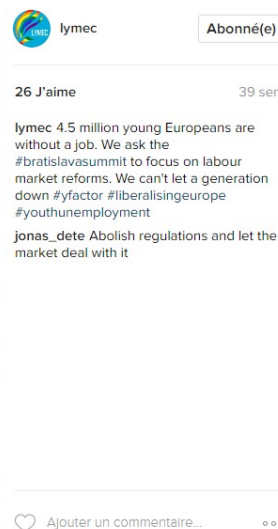 LYMEC
lymec
Abonné(e)
26 J'aime
39 sem
lymec 4.5 million young Europeans are
without a job. We ask the
#bratislavasummit to focus on labour
market reforms. We can't let a generation
down #yfactor #liberalisingeurope
#youthunemployment
jonas_dete Abolish regulations and let the
market deal with it
Ajouter un commentaire...